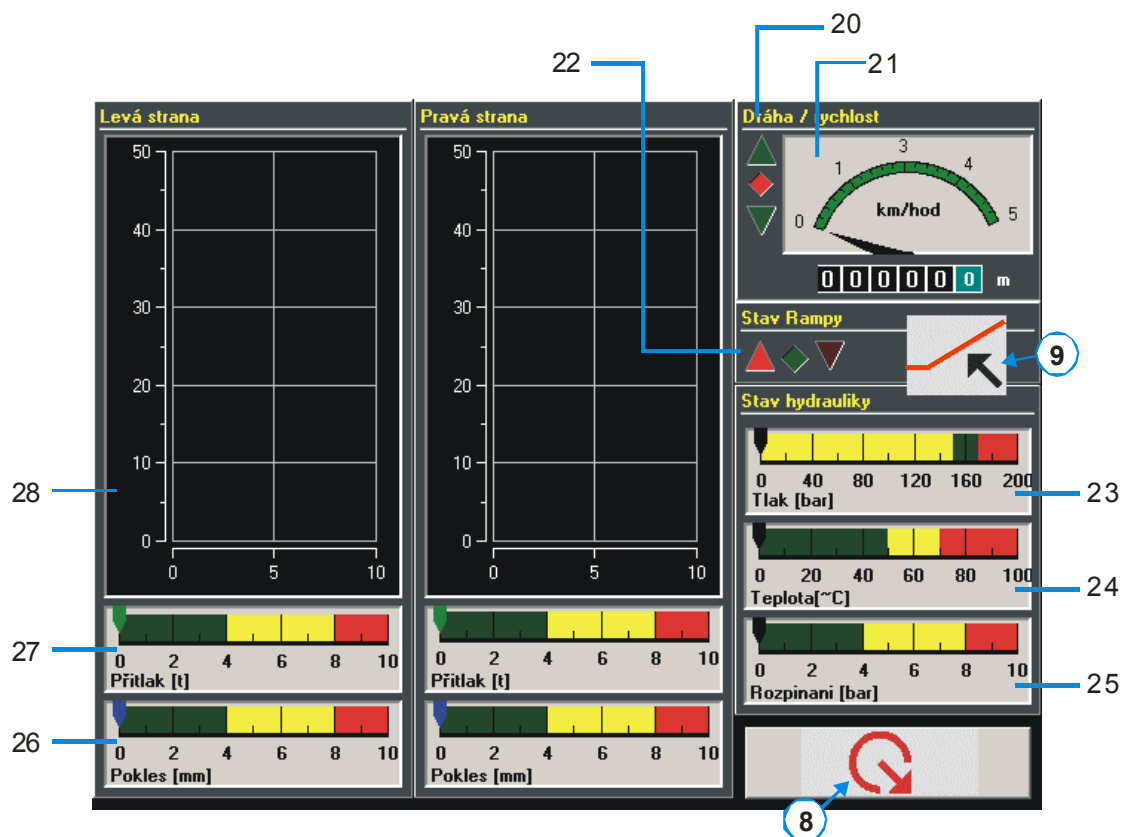 20
22
21
Levá strana
50
40
30
20
10
0
0 5 10
0 2 4 6 8 10
Přitlak [t]
0 2 4 6 8 10
Pokles [mm]
Pravá strana
50
40
30
20
10
0
0 5 10
0 2 4 6 8 10
Přitlak [t]
0 2 4 6 8 10
Pokles [mm]
Dráha / rychlost
0 1 3 4 5
km/hod
0 0 0 0 0 0 m
Stav Rampy
9
Stav hydrauliky
0 40 80 120 160 200
Tlak [bar]
23
0 20 40 60 80 100
Teplota[~C]
24
0 2 4 6 8 10
Rozpinani [bar]
25
28
27
26
8